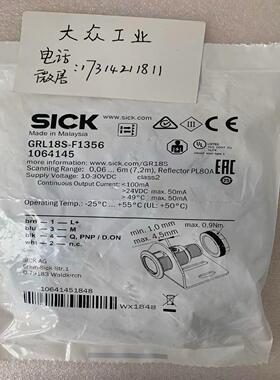 大众工业
电话
微信: 17314211811
SICK
SICK
Made in Malaysia
GRL18S-F1356
1064145
More information: www.sick.com/GR18S
Scanning Range: 0,06 ... 6m (7,2m), Reflector PL80A
Supply Voltage: 10-30VDC class2
Continuous Output Current: ≤100mA
>24VDC max. 50mA
> 49°C max. 50mA
Operating Temp.: -25°C ... +55°C (UL: +50°C)
EAC
25
brn 1 L+
blu 3 M
blk 4 Q, PNP / D.ON
wht 2 n.c.
min. 1,0 mm
max. 4,5mm
max. 0,9Nm
SICK AG
Erwin-Sick-Str.1
D-79183 Waldkirch
10641451848
WX1848